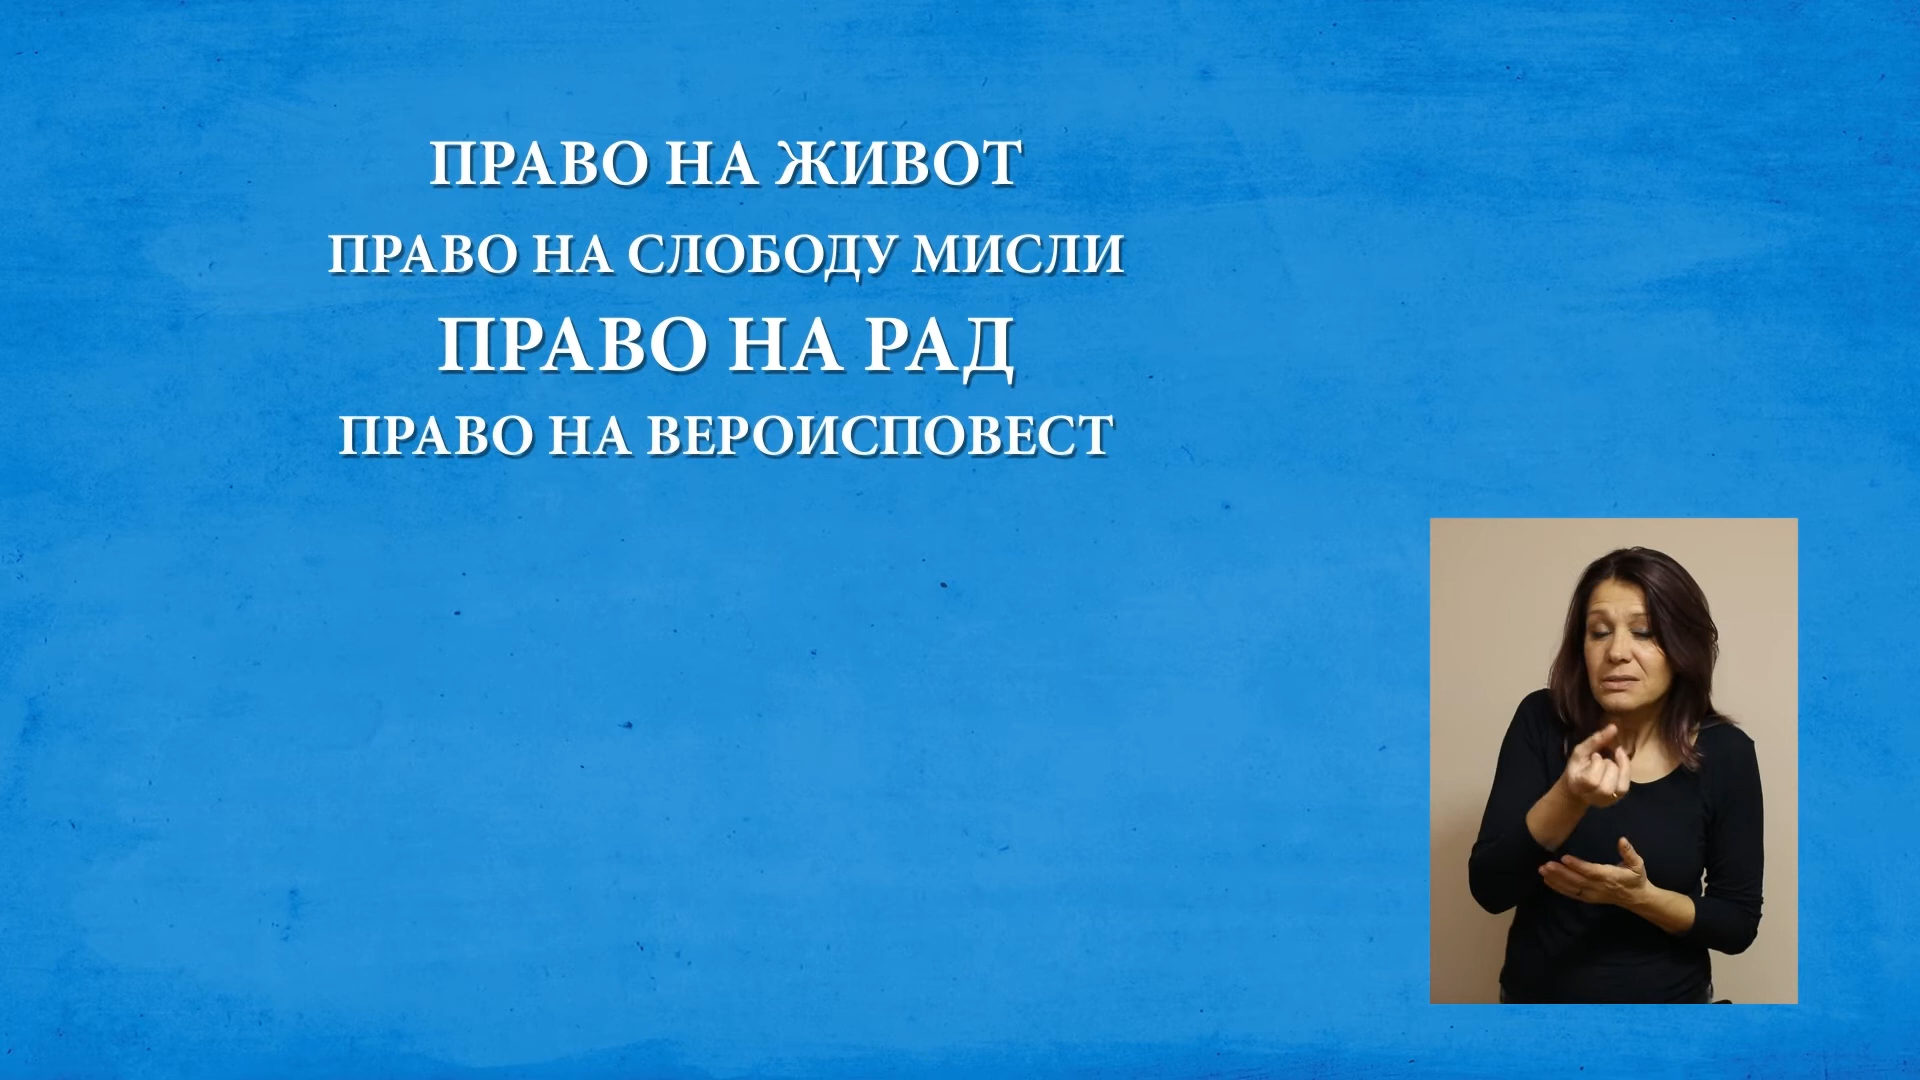 ПРАВО НА ЖИВОТ
ПРАВО НА СЛОБОДУ МИСЛИ
ПРАВО НА РАД
ПРАВО НА ВЕРОИСПОВЕСТ